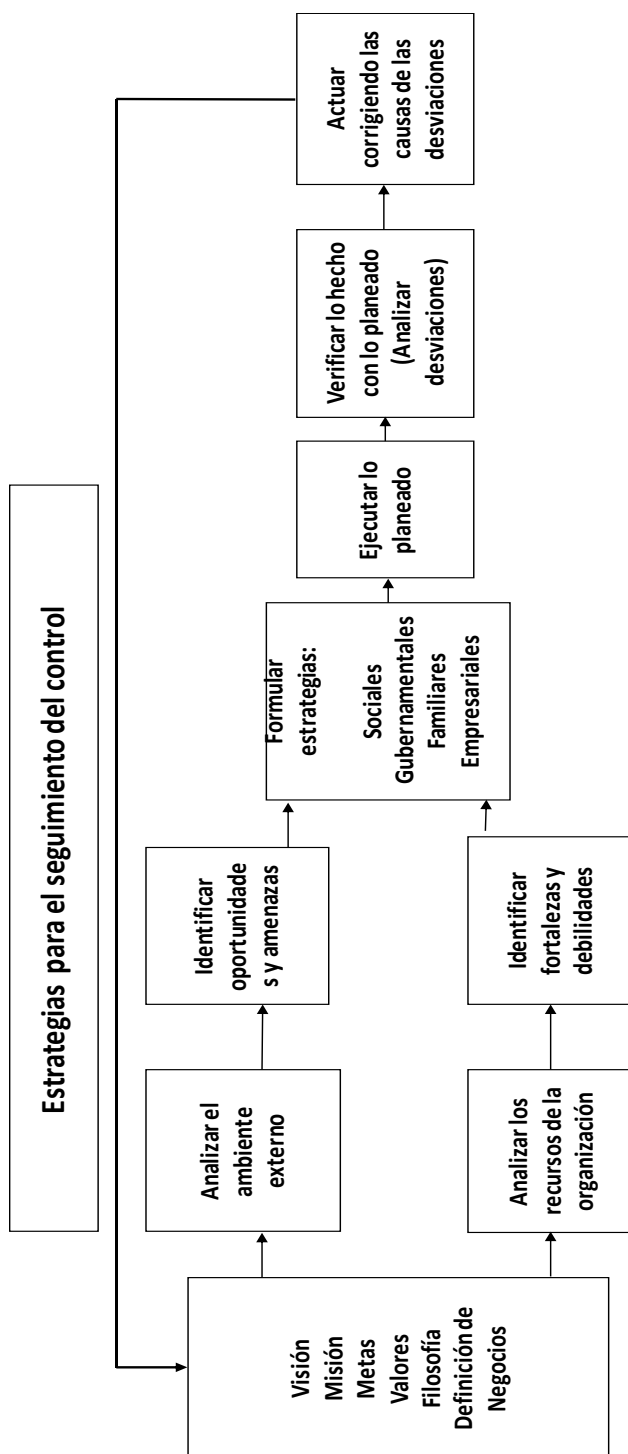 Estrategias para el seguimiento del control
Visión
Misión
Metas
Valores
Filosofía
Definición de
Negocios
Analizar el
ambiente
externo
Identificar
oportunidade
s y amenazas
Analizar los
recursos de la
organización
Identificar
fortalezas y
debilidades
Formular
estrategias:
Sociales
Gubernamentales
Familiares
Empresariales
Ejecutar lo
planeado
Verificar lo hecho
con lo planeado
(Analizar
desviaciones)
Actuar
corrigiendo las
causas de las
desviaciones